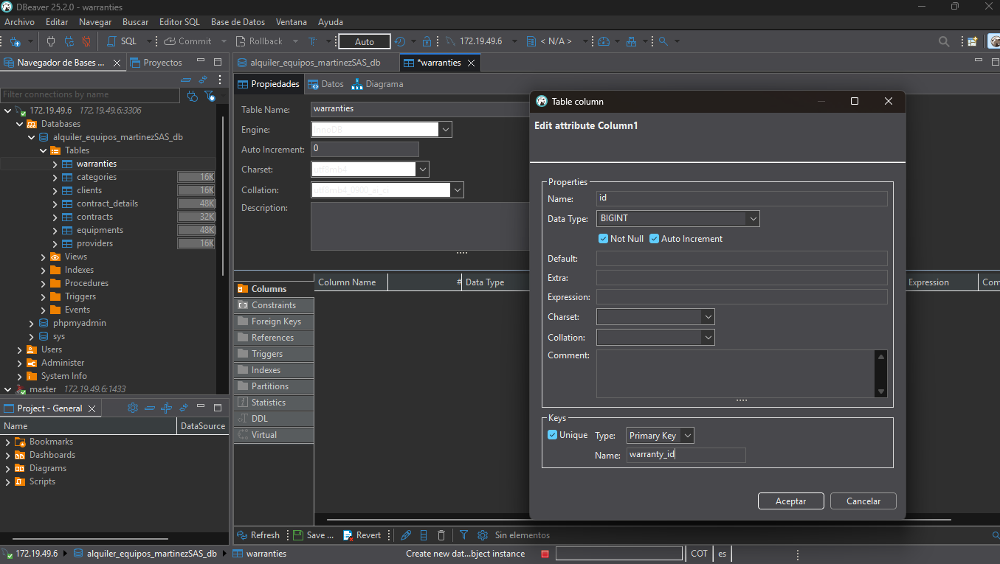 DBeaver 25.2.0 - warranties
Archivo Editar Navegar Buscar Editor SQL Base de Datos Ventana Ayuda
SQL Commit Rollback T Auto 172.19.49.6 < N/A >
Navegador de Bases ... Proyectos
Filter connections by name
172.19.49.6 172.19.49.6:3306
Databases
alquiler_equipos_martinezSAS_db
Tables
warranties
categories 16K
clients 16K
contract_details 48K
contracts 32K
equipments 48K
providers 16K
Views
Indexes
Procedures
Triggers
Events
phpmyadmin
sys
Users
Administer
System Info
master 172.19.49.6:1433
Project - General
Name DataSource
Bookmarks
Dashboards
Diagrams
Scripts
alquiler_equipos_martinezSAS_db *warranties
Propiedades Datos Diagrama
Table Name: warranties
Engine: InnoDB
Auto Increment: 0
Charset: utf8mb4
Collation: utf8mb4_0900_ai_ci
Description:
Columns
Constraints
Foreign Keys
References
Triggers
Indexes
Partitions
Statistics
DDL
Virtual
Column Name # Data Type Expression Com
Table column
Edit attribute Column1
Properties
Name: id
Data Type: BIGINT
Not Null Auto Increment
Default:
Extra:
Expression:
Charset:
Collation:
Comment:
Keys
Unique Type: Primary Key
Name: warranty_id
Aceptar Cancelar
Refresh Save ... Revert Sin elementos
172.19.49.6 alquiler_equipos_martinezSAS_db warranties Create new dat...bject instance COT es